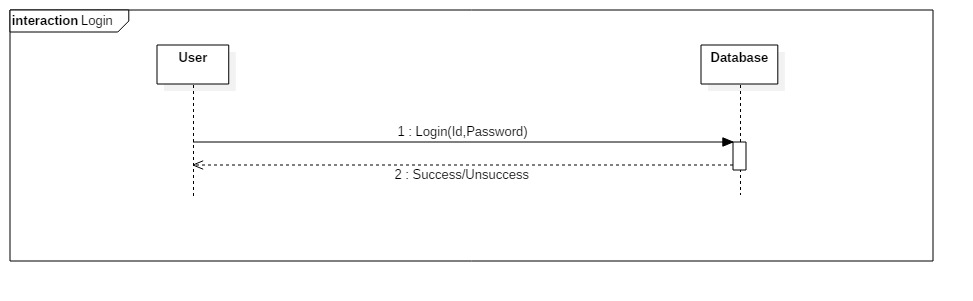 interaction Login
User
Database
1 : Login(Id,Password)
2 : Success/Unsuccess